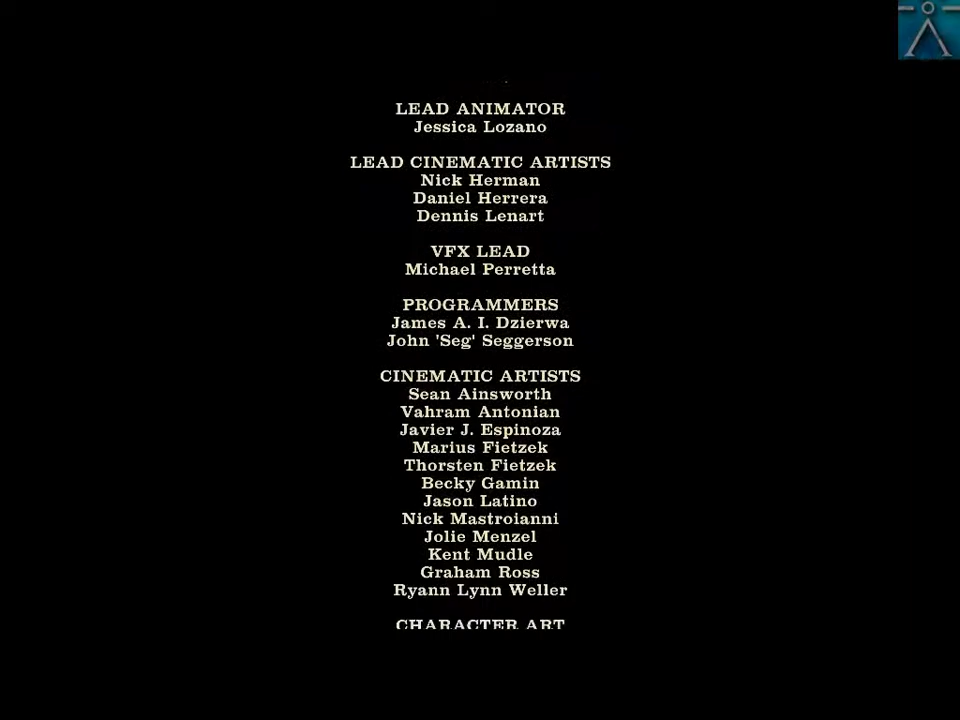 LEAD ANIMATOR
Jessica Lozano
LEAD CINEMATIC ARTISTS
Nick Herman
Daniel Herrera
Dennis Lenart
VFX LEAD
Michael Perretta
PROGRAMMERS
James A. I. Dzierwa
John 'Seg' Seggerson
CINEMATIC ARTISTS
Sean Ainsworth
Vahram Antonian
Javier J. Espinoza
Marius Fietzek
Thorsten Fietzek
Becky Gamin
Jason Latino
Nick Mastroianni
Jolie Menzel
Kent Mudle
Graham Ross
Ryann Lynn Weller
CHARACTER ART